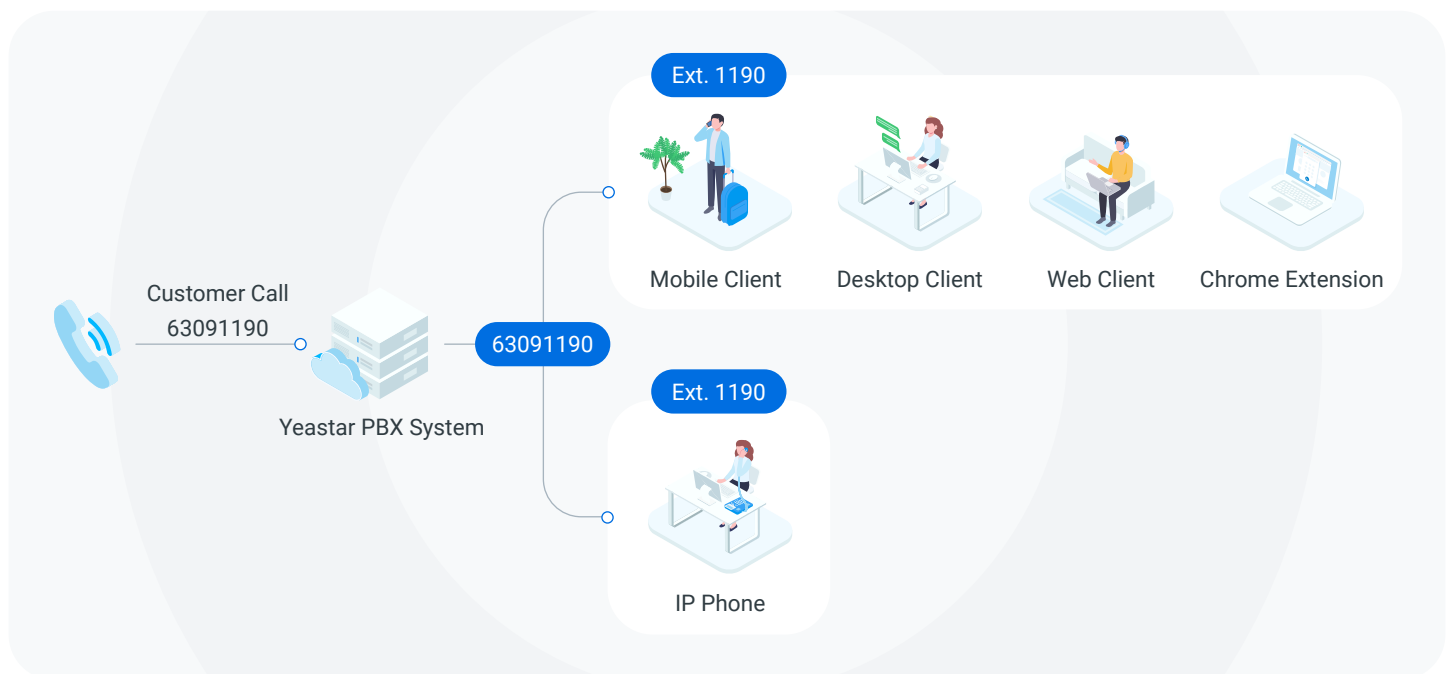 Ext. 1190
Mobile Client
Desktop Client
Web Client
Chrome Extension
Customer Call
63091190
Yeastar PBX System
63091190
Ext. 1190
IP Phone